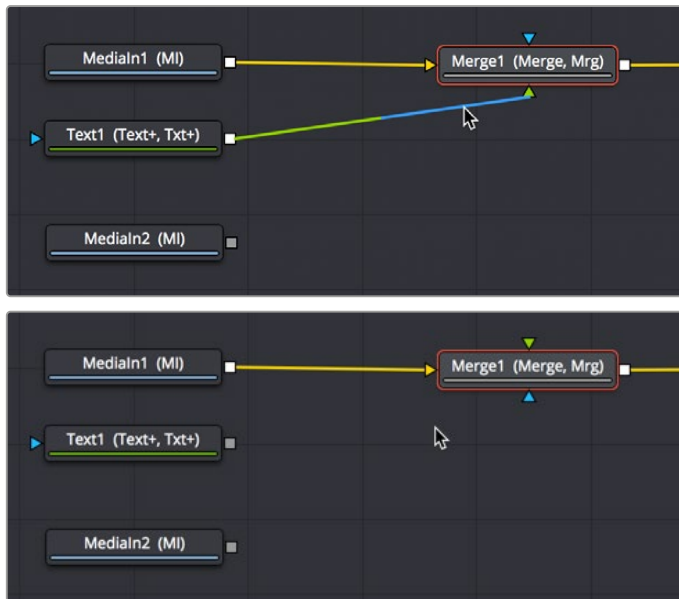 MediaIn1 (MI)
Merge1 (Merge, Mrg)
Text1 (Text+, Txt+)
MediaIn2 (MI)
MediaIn1 (MI)
Merge1 (Merge, Mrg)
Text1 (Text+, Txt+)
MediaIn2 (MI)